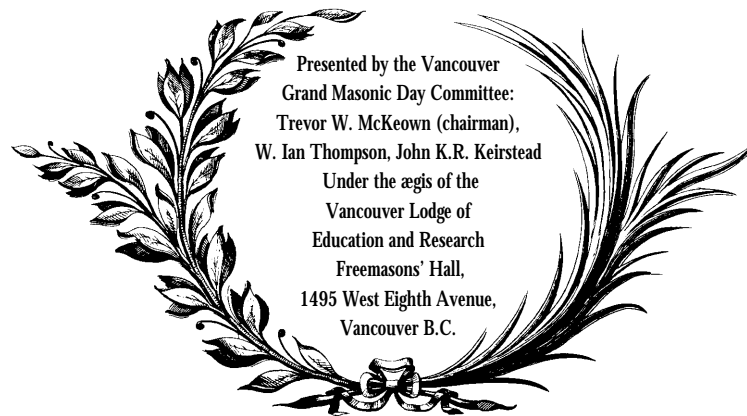 Presented by the Vancouver
Grand Masonic Day Committee:
Trevor W. McKeown (chairman),
W. Ian Thompson, John K.R. Keirstead
Under the ægis of the
Vancouver Lodge of
Education and Research
Freemasons' Hall,
1495 West Eighth Avenue,
Vancouver B.C.